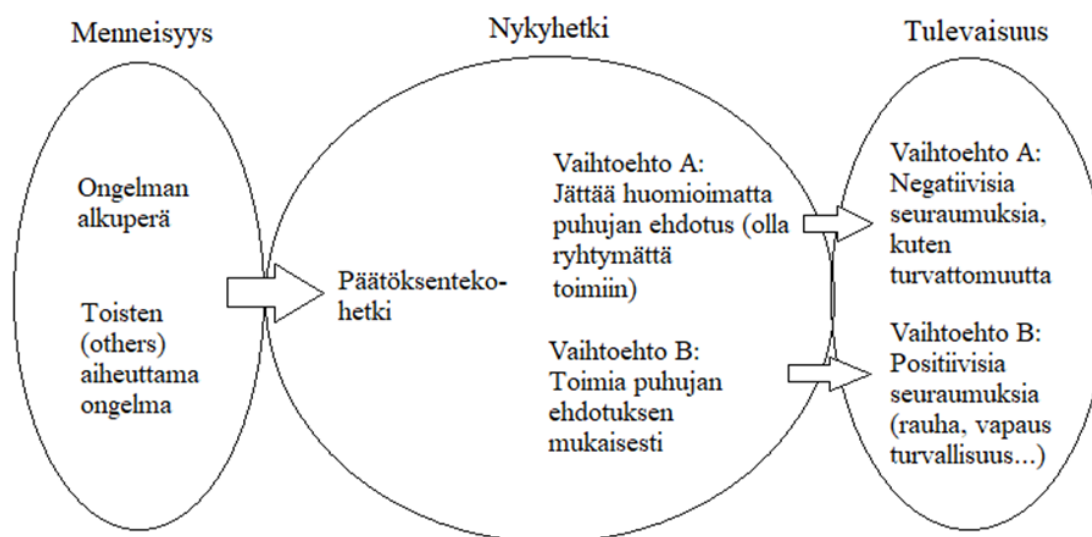 Menneisyys
Ongelman
alkuperä
Toisten
(others)
aiheuttama
ongelma
Nykyhetki
Päätöksenteko-
hetki
Vaihtoehto A:
Jättää huomioimatta
puhujan ehdotus (olla
ryhtymättä
toimiin)
Vaihtoehto B:
Toimia puhujan
ehdotuksen
mukaisesti
Tulevaisuus
Vaihtoehto A:
Negatiivisia
seuraumuksia,
kuten
turvattomuutta
Vaihtoehto B:
Positiivisia
seuraumuksia
(rauha, vapaus
turvallisuus...)